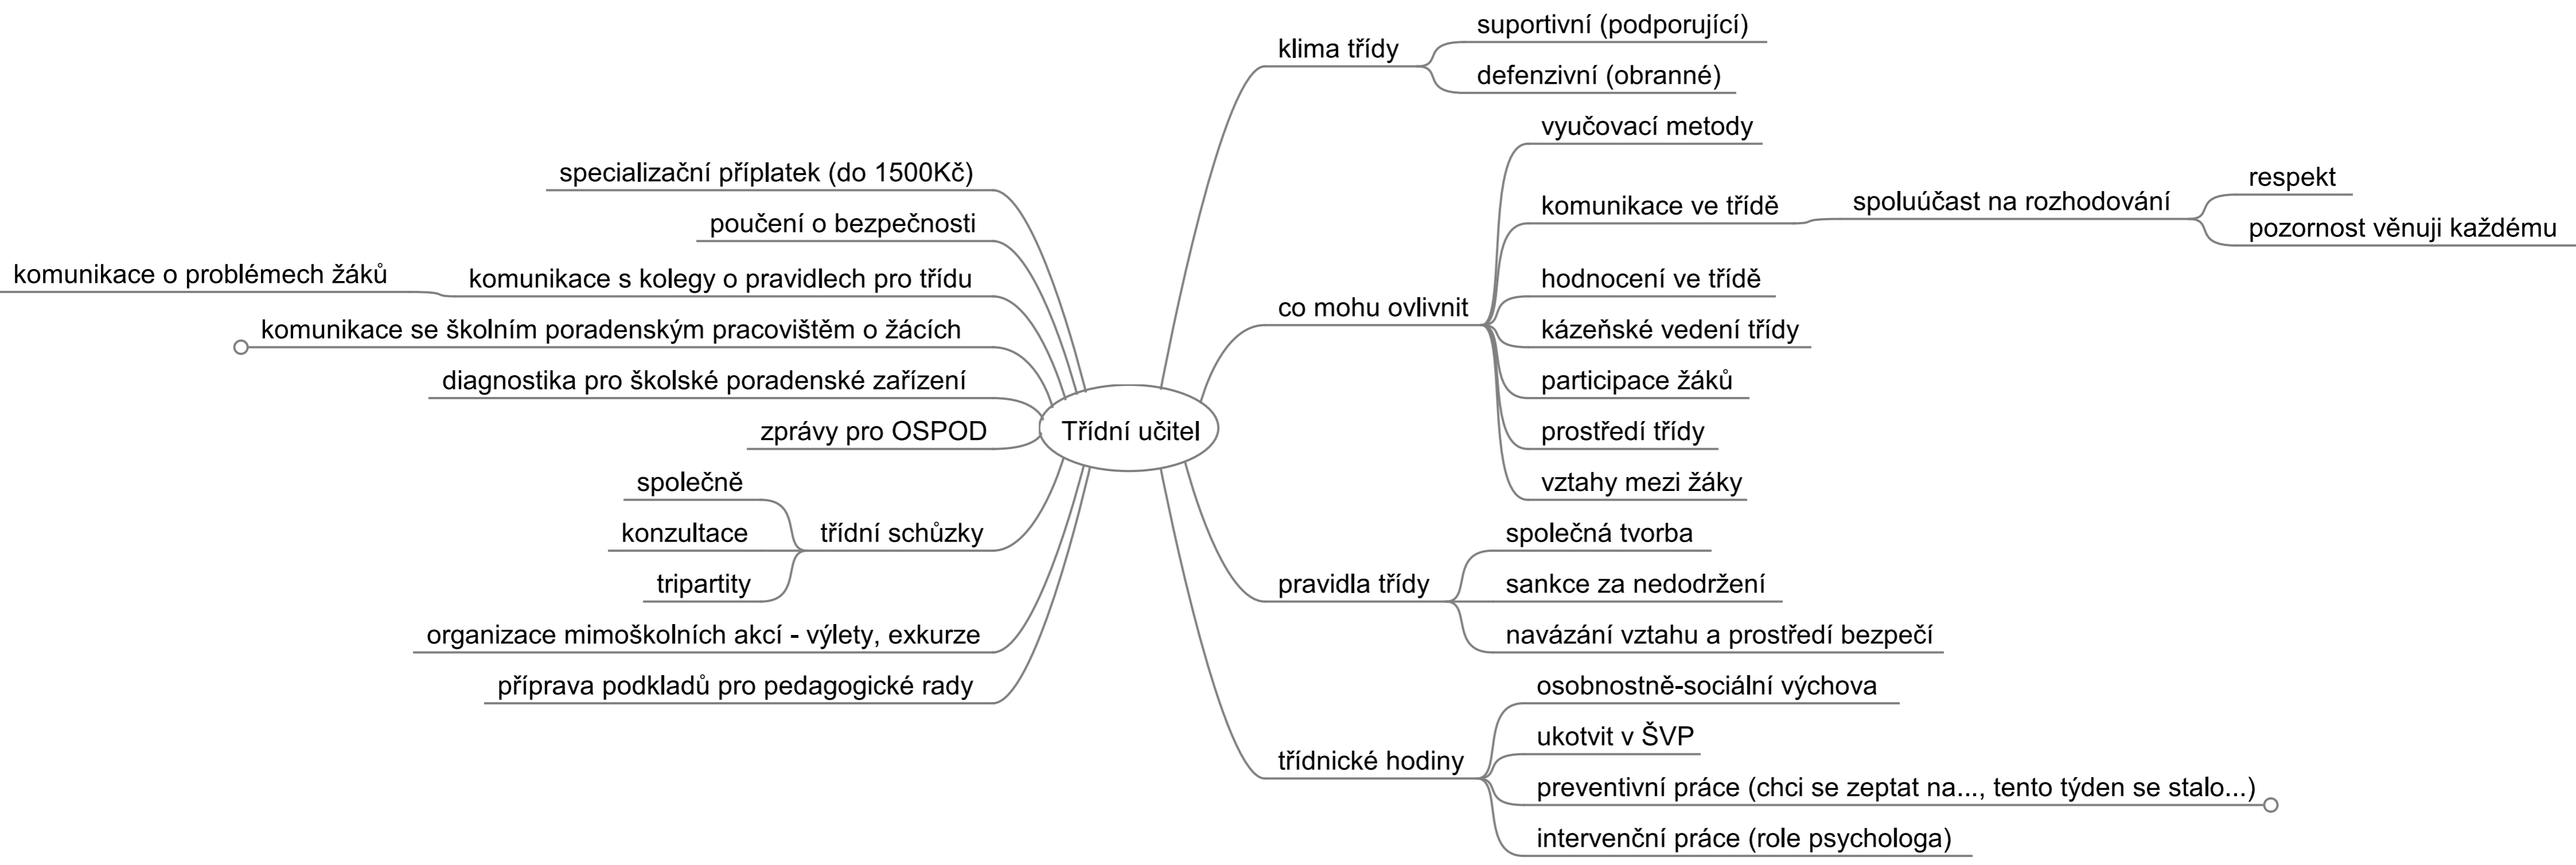 Třídní učitel
klima třídy
suportivní (podporující)
defenzivní (obranné)
co mohu ovlivnit
vyučovací metody
komunikace ve třídě
spoluúčast na rozhodování
respekt
pozornost věnuji každému
hodnocení ve třídě
kázeňské vedení třídy
participace žáků
prostředí třídy
vztahy mezi žáky
pravidla třídy
společná tvorba
sankce za nedodržení
navázání vztahu a prostředí bezpečí
třídnické hodiny
osobnostně-sociální výchova
ukotvit v ŠVP
preventivní práce (chci se zeptat na..., tento týden se stalo...)
intervenční práce (role psychologa)
specializační příplatek (do 1500Kč)
poučení o bezpečnosti
komunikace s kolegy o pravidlech pro třídu
komunikace o problémech žáků
komunikace se školním poradenským pracovištěm o žácích
diagnostika pro školské poradenské zařízení
zprávy pro OSPOD
třídní schůzky
společně
konzultace
tripartity
organizace mimoškolních akcí - výlety, exkurze
příprava podkladů pro pedagogické rady